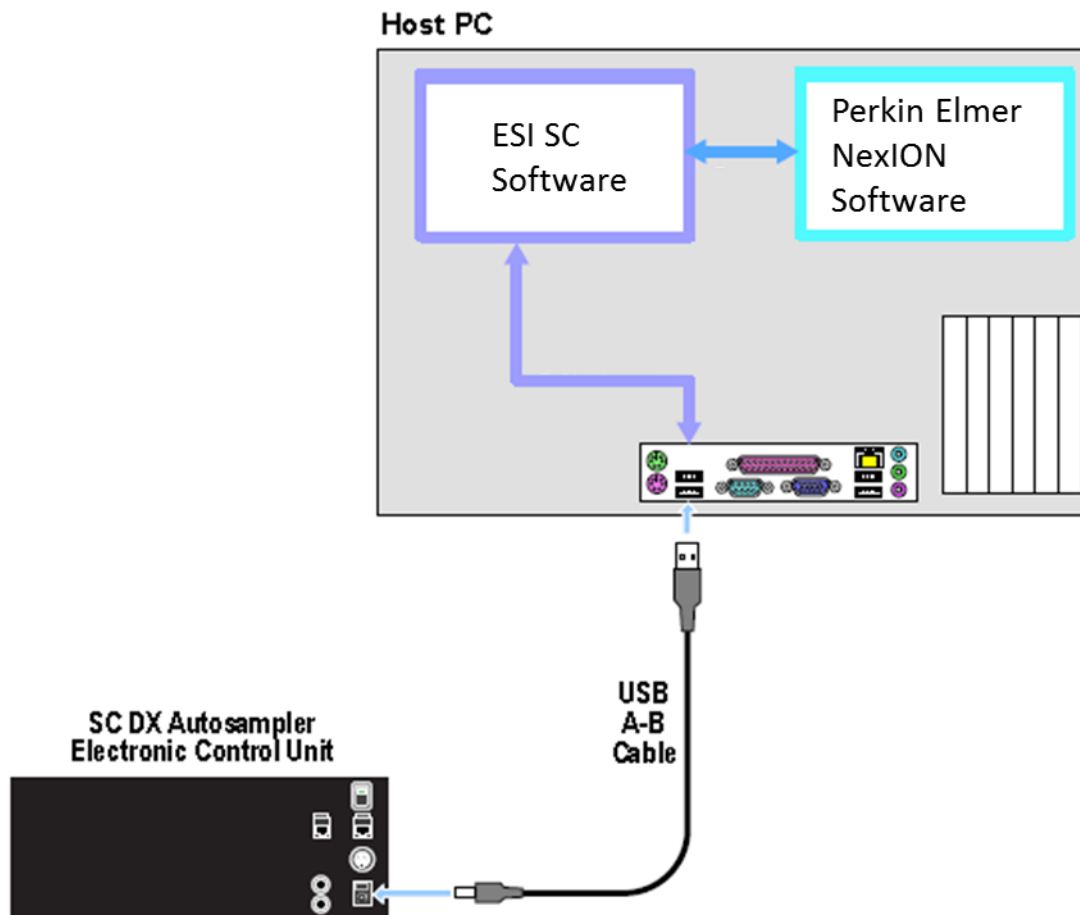 Host PC
ESI SC
Software
Perkin Elmer
NexION
Software
USB
A-B
Cable
SC DX Autosampler
Electronic Control Unit